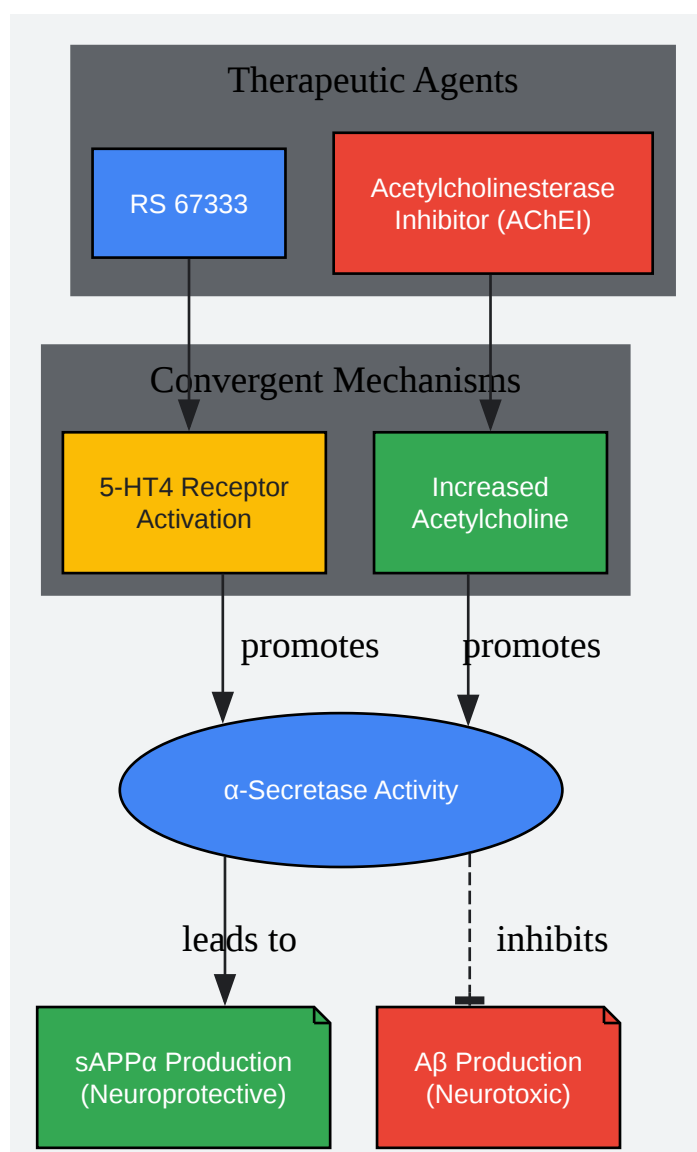 Therapeutic Agents
RS 67333
Acetylcholinesterase
Inhibitor (AChEI)
Convergent Mechanisms
5-HT4 Receptor
Activation
Increased
Acetylcholine
promotes
promotes
α-Secretase Activity
leads to
inhibits
sAPPα Production
(Neuroprotective)
Aβ Production
(Neurotoxic)